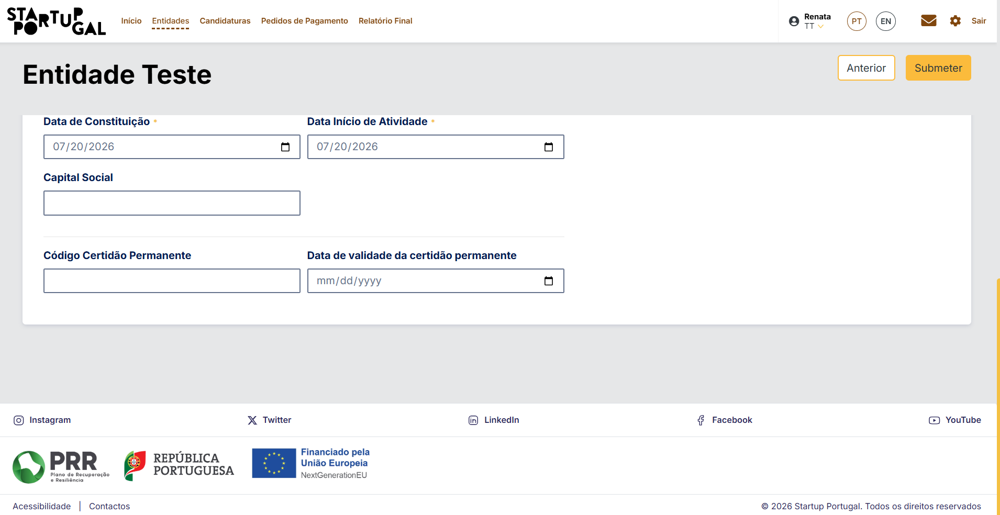 STARTUP
PORTUGAL
Início
Entidades
Candidaturas
Pedidos de Pagamento
Relatório Final
Renata
TT
PT
EN
Sair
Entidade Teste
Anterior
Submeter
Data de Constituição *
Data Início de Atividade *
07/20/2026
07/20/2026
Capital Social
Código Certidão Permanente
Data de validade da certidão permanente
mm/dd/yyyy
Instagram
Twitter
LinkedIn
Facebook
YouTube
PRR
Plano de Recuperação
e Resiliência
REPÚBLICA
PORTUGUESA
Financiado pela
União Europeia
NextGenerationEU
Acessibilidade
Contactos
© 2026 Startup Portugal. Todos os direitos reservados